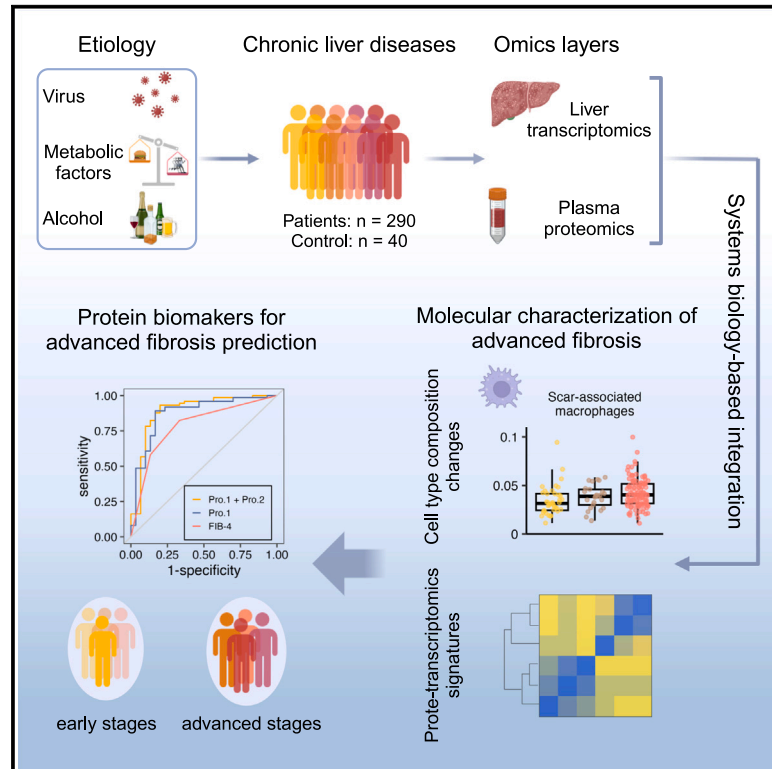 Etiology
Chronic liver diseases
Omics layers
Virus
Metabolic
factors
Alcohol
Patients: n = 290
Control: n = 40
Liver
transcriptomics
Plasma
proteomics
Systems biology-based integration
Protein biomakers for
advanced fibrosis prediction
1.00
0.75
0.50
0.25
0.00
sensitivity
Pro.1 + Pro.2
Pro.1
FIB-4
0.00
0.25
0.50
0.75
1.00
1-specificity
early stages
advanced stages
Molecular characterization of
advanced fibrosis
Cell type composition
changes
Scar-associated
macrophages
0.1
0.05
0
Prote-transcriptomics
signatures